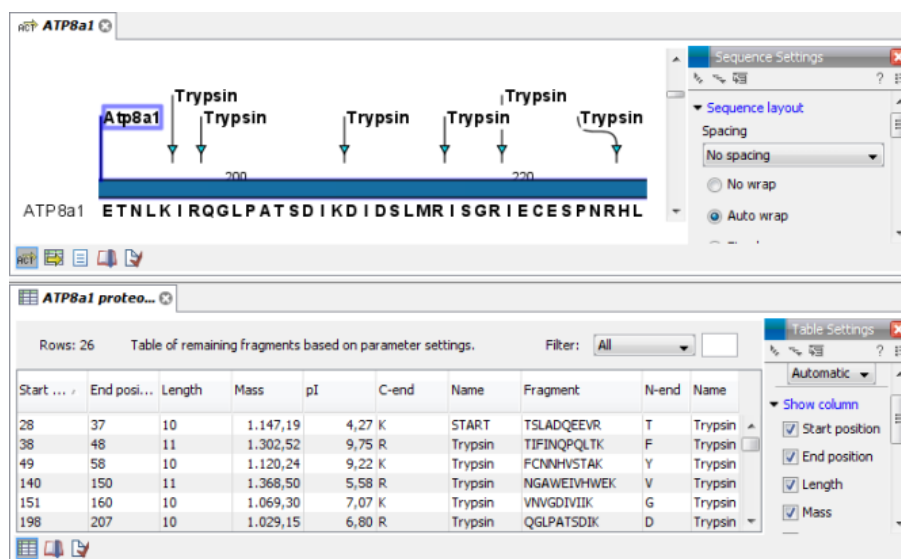 ATP8a1
Sequence Settings
Trypsin Trypsin
Atp8a1 Trypsin Trypsin Trypsin Trypsin
Sequence layout
Spacing
No spacing
200 220
No wrap
ATP8a1 ETNLKIRQGLPATSDIKDIDSLMRISGRIECESPNRHL
Auto wrap
ATP8a1 proteo...
Table Settings
Rows: 26 Table of remaining fragments based on parameter settings. Filter: All
Automatic
Start ... End posi... Length Mass pI C-end Name Fragment N-end Name
Show column
28 37 10 1.147,19 4,27 K START TSLADQEEVR T Trypsin
Start position
38 48 11 1.302,52 9,75 R Trypsin TIFINQPQLTK F Trypsin
49 58 10 1.120,24 9,22 K Trypsin FCNNHVSTAK Y Trypsin
End position
140 150 11 1.368,50 5,58 R Trypsin NGAWEIVHWEK V Trypsin
Length
151 160 10 1.069,30 7,07 K Trypsin VNVGDIVIIK G Trypsin
Mass
198 207 10 1.029,15 6,80 R Trypsin QGLPATSDIK D Trypsin